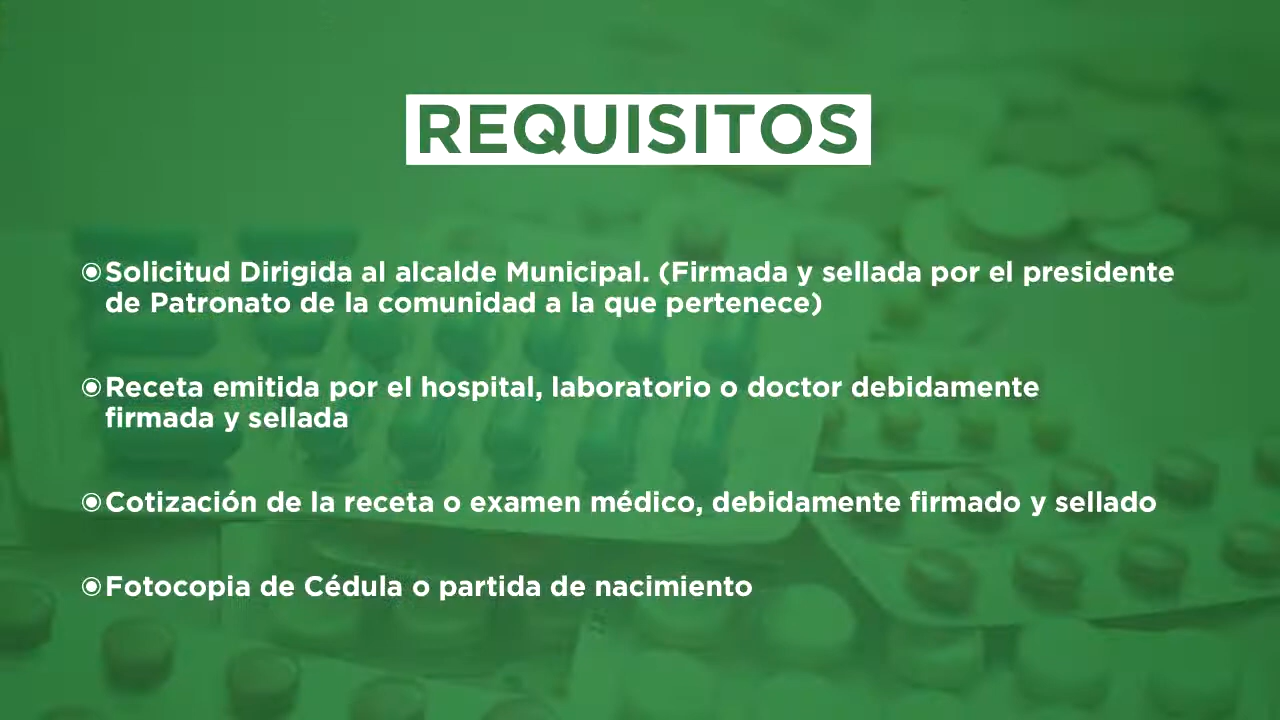 REQUISITOS
◉Solicitud Dirigida al alcalde Municipal. (Firmada y sellada por el presidente
de Patronato de la comunidad a la que pertenece)
◉Receta emitida por el hospital, laboratorio o doctor debidamente
firmada y sellada
◉Cotización de la receta o examen médico, debidamente firmado y sellado
◉Fotocopia de Cédula o partida de nacimiento